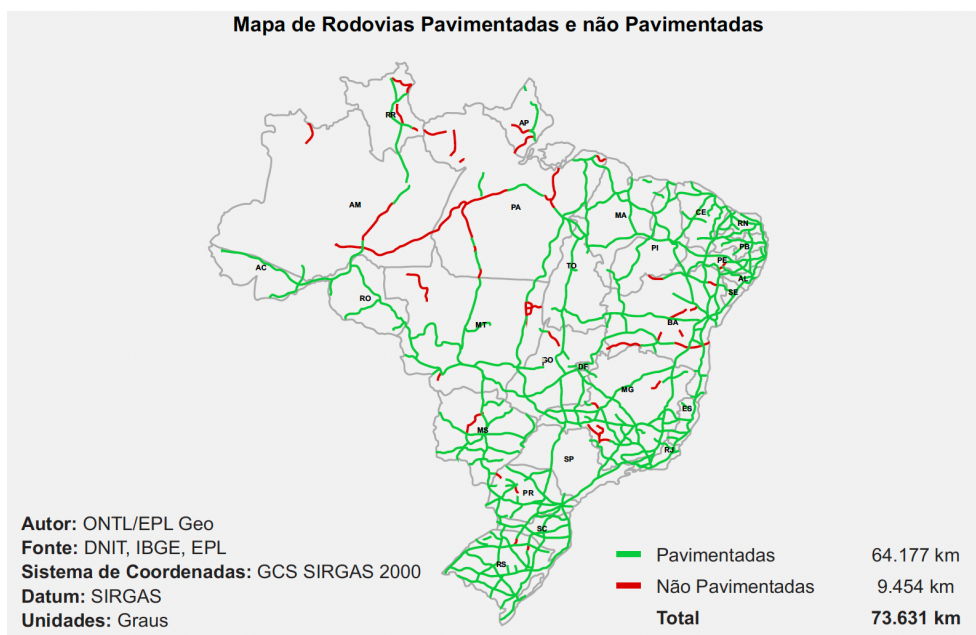 Mapa de Rodovias Pavimentadas e não Pavimentadas
RR
AP
AM
PA
MA
CE
RN
PB
PI
PE
AL
SE
AC
TO
RO
BA
MT
GO
DF
MG
ES
MS
RJ
SP
PR
SC
RS
Autor: ONTL/EPL Geo
Fonte: DNIT, IBGE, EPL
Sistema de Coordenadas: GCS SIRGAS 2000
Datum: SIRGAS
Unidades: Graus
Pavimentadas 64.177 km
Não Pavimentadas 9.454 km
Total 73.631 km